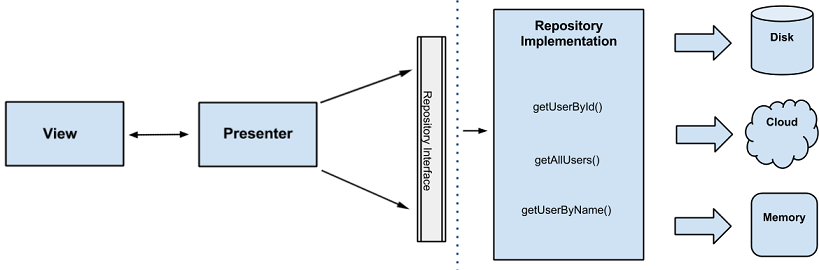 View
Presenter
Repository Interface
Repository
Implementation
getUserById()
getAllUsers()
getUserByName()
Disk
Cloud
Memory